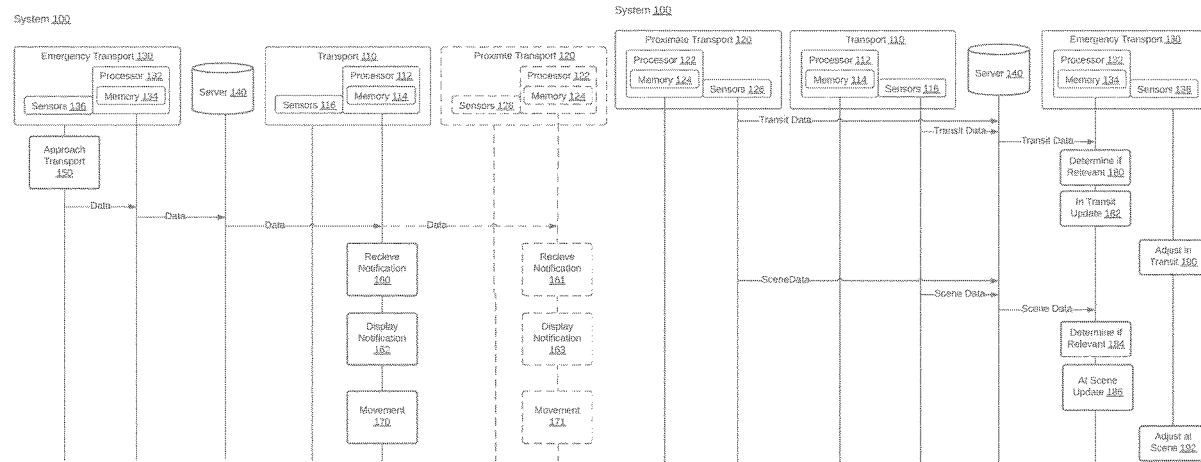 System 100
Emergency Transport 130
Processor 132
Memory 134
Sensors 136
Server 140
Transport 110
Processor 112
Memory 114
Sensors 116
Proximate Transport 120
Processor 122
Memory 124
Sensors 126
Approach
Transport
150
Data
Data
Data
Data
Recieve
Notification
160
Recieve
Notification
161
Display
Notification
162
Display
Notification
163
Movement
170
Movement
171
System 100
Proximate Transport 120
Processor 122
Memory 124
Sensors 126
Transport 110
Processor 112
Memory 114
Sensors 116
Server 140
Emergency Transport 130
Processor 132
Memory 134
Sensors 136
Transit Data
Transit Data
Transit Data
Determine if
Relevant 180
In Transit
Update 182
Adjust in
Transit 190
SceneData
Scene Data
Scene Data
Determine if
Relevant 184
At Scene
Update 186
Adjust at
Scene 192